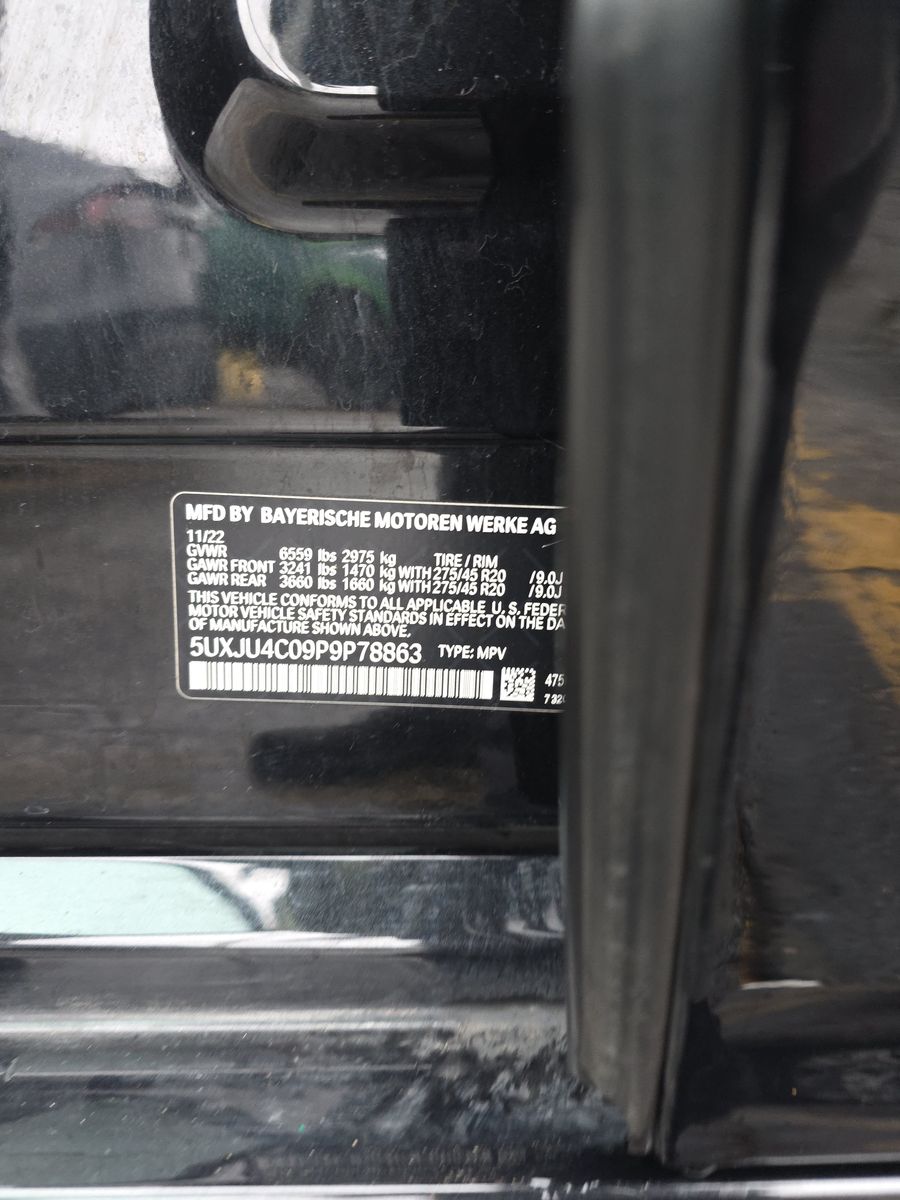 MFD BY BAYERISCHE MOTOREN WERKE AG
11/22
GVWR 6559 lbs 2975 kg TIRE / RIM
GAWR FRONT 3241 lbs 1470 kg WITH 275/45 R20 /9.0J
GAWR REAR 3660 lbs 1660 kg WITH 275/45 R20 /9.0J
THIS VEHICLE CONFORMS TO ALL APPLICABLE U.S. FEDER
MOTOR VEHICLE SAFETY STANDARDS IN EFFECT ON THE DA
OF MANUFACTURE SHOWN ABOVE.
5UXJU4C09P9P78863 TYPE: MPV
475
732